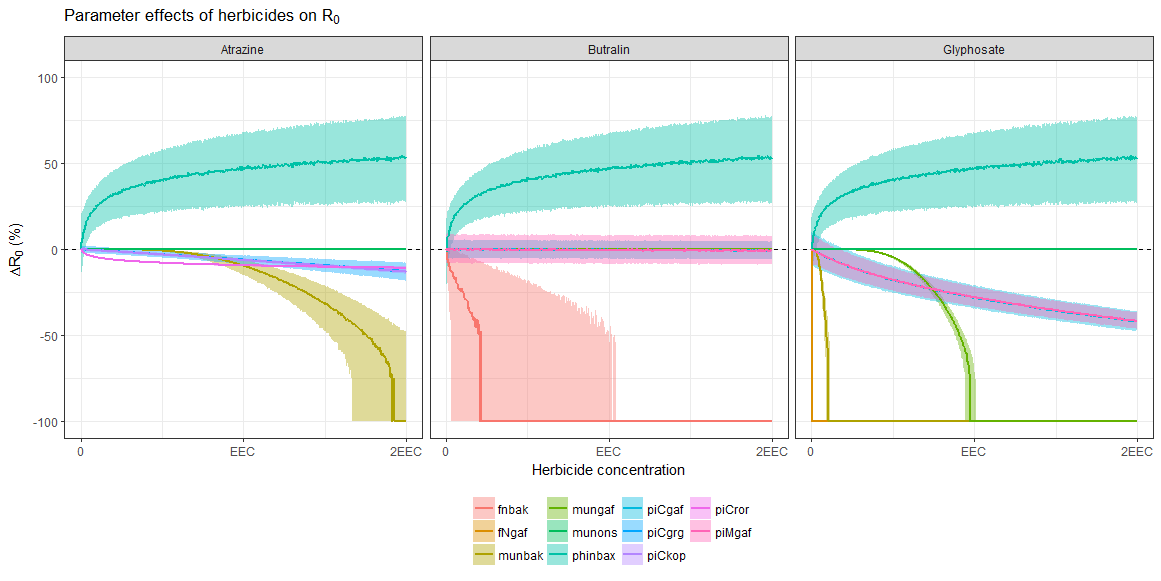 Parameter effects of herbicides on R0
Atrazine
Butralin
Glyphosate
100
50
0
-50
-100
ΔR0 (%)
0
EEC
2EEC
0
EEC
2EEC
0
EEC
2EEC
Herbicide concentration
fnbak
mungaf
piCgaf
piCror
fNgaf
munons
piCgrg
piMgaf
munbak
phinbax
piCkop